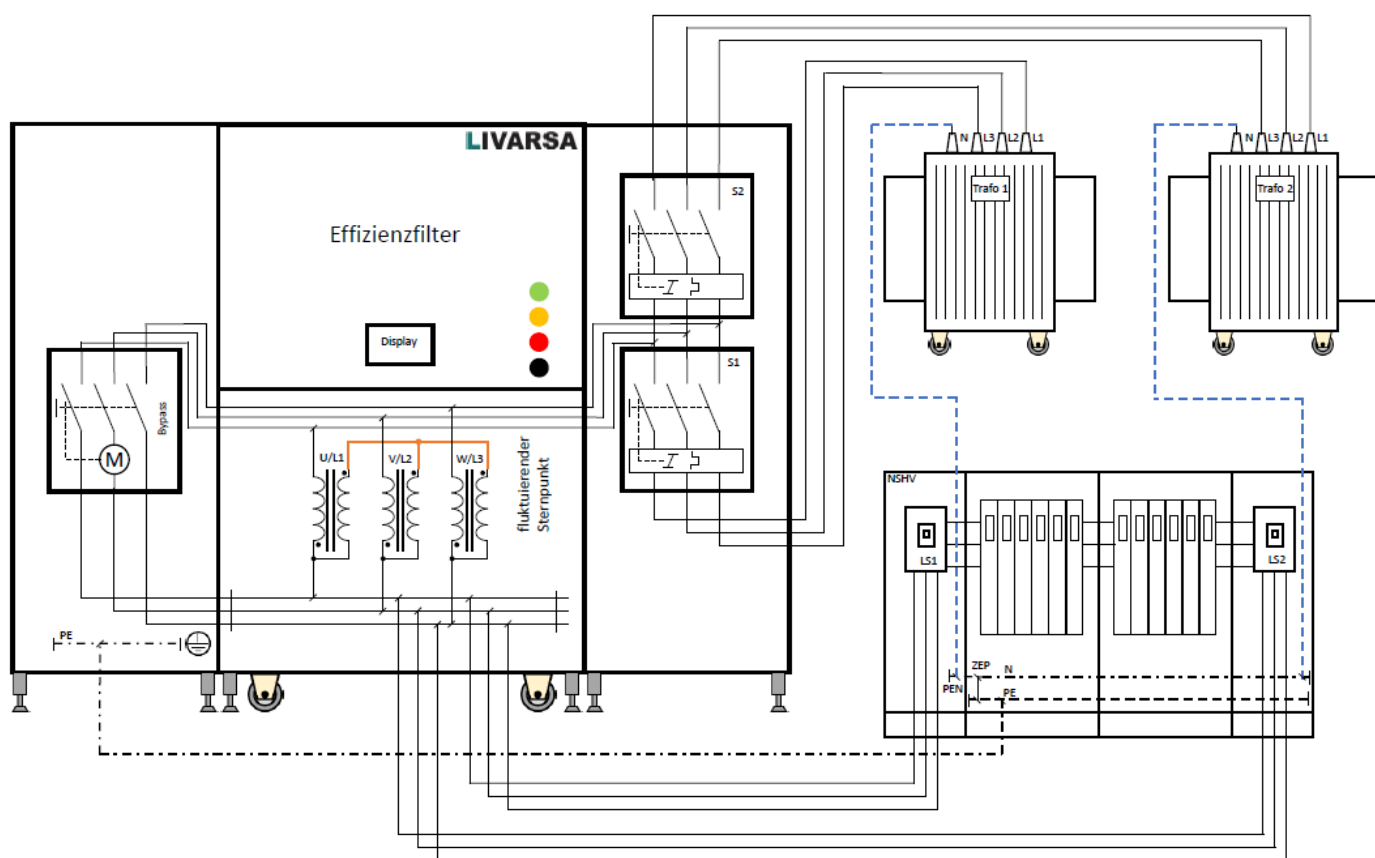 LIVARSA
Effizienzfilter
Display
Bypass
M
U/L1
V/L2
W/L3
fluktuierender
Sternpunkt
PE
S2
S1
N
L3
L2
L1
Trafo 1
N
L3
L2
L1
Trafo 2
NSHV
LS1
LS2
ZEP
N
PEN
PE